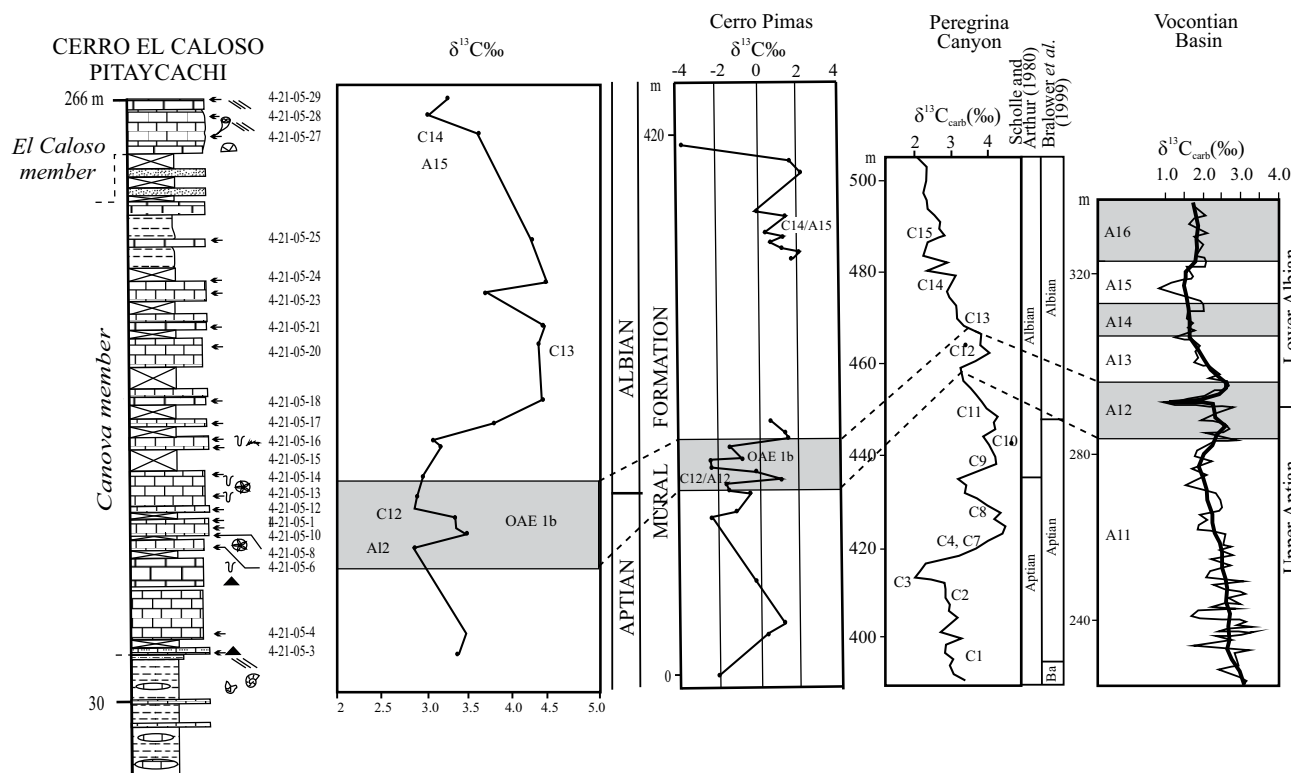 CERRO EL CALOSO
PITAYCACHI
266 m
El Caloso
member
Canova member
30
4-21-05-29
4-21-05-28
4-21-05-27
4-21-05-25
4-21-05-24
4-21-05-23
4-21-05-21
4-21-05-20
4-21-05-18
4-21-05-17
4-21-05-16
4-21-05-15
4-21-05-14
4-21-05-13
4-21-05-12
4-21-05-1
4-21-05-10
4-21-05-8
4-21-05-6
4-21-05-4
4-21-05-3
δ¹³C‰
C14
A15
C13
C12
OAE 1b
Al2
2 2.5 3.0 3.5 4.0 4.5 5.0
ALBIAN
APTIAN
FORMATION
MURAL
Cerro Pimas
δ¹³C‰
-4 -2 0 2 4
m
420
C14/A15
OAE 1b
C12/A12
0
Peregrina
Canyon
δ¹³Ccarb(‰)
2 3 4
m
500
480
460
440
420
400
C15
C14
C13
C12
C11
C10
C9
C8
C4, C7
C3
C2
C1
Scholle and
Arthur (1980)
Bralower et al.
(1999)
Albian
Aptian
Albian
Aptian
Ba
Vocontian
Basin
δ¹³Ccarb(‰)
1.0 2.0 3.0 4.0
m
320
280
240
A16
A15
A14
A13
A12
A11
Lower Albian
Upper Aptian